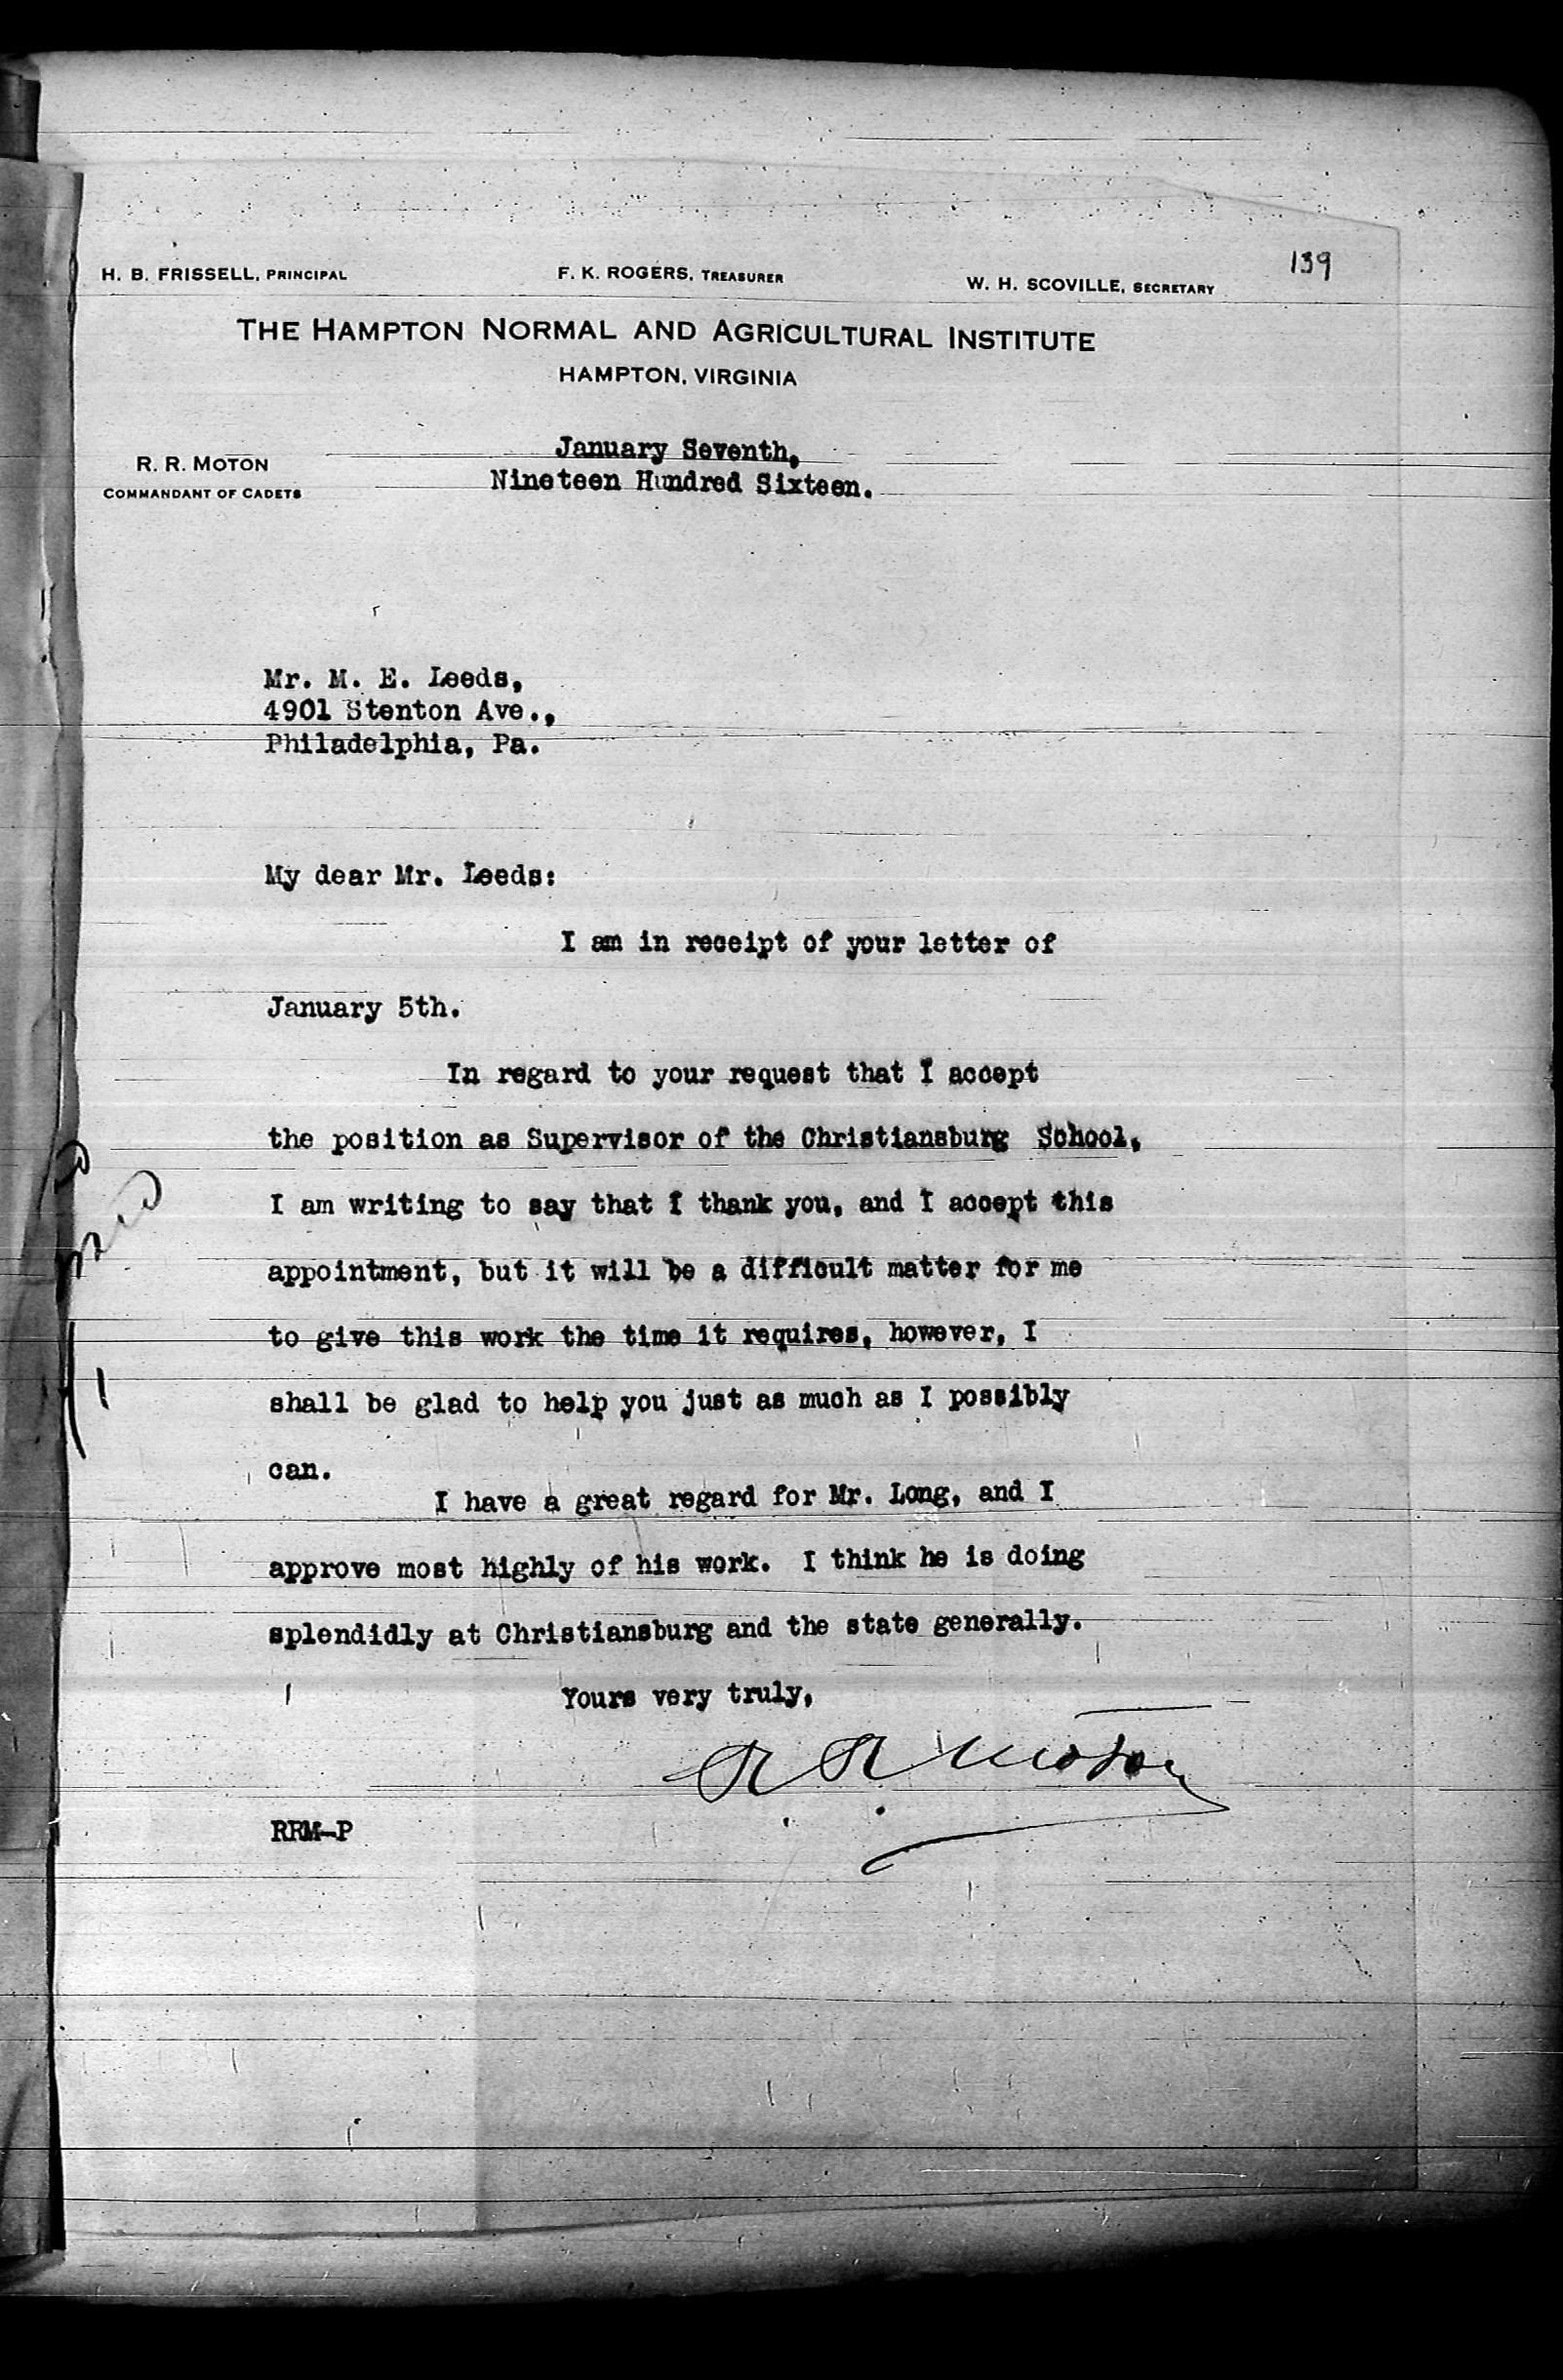 139
H. B. FRISSELL, PRINCIPAL F. K. ROGERS, TREASURER W. H. SCOVILLE, SECRETARY
THE HAMPTON NORMAL AND AGRICULTURAL INSTITUTE
HAMPTON, VIRGINIA
R. R. MOTON
COMMANDANT OF CADETS
January Seventh,
Nineteen Hundred Sixteen.
Mr. M. E. Leeds,
4901 Stenton Ave.,
Philadelphia, Pa.
My dear Mr. Leeds:
I am in receipt of your letter of
January 5th.
In regard to your request that I accept
the position as Supervisor of the Christiansburg School,
I am writing to say that I thank you, and I accept this
appointment, but it will be a difficult matter for me
to give this work the time it requires, however, I
shall be glad to help you just as much as I possibly
can.
I have a great regard for Mr. Long, and I
approve most highly of his work. I think he is doing
splendidly at Christiansburg and the state generally.
Yours very truly,
R. R. Moton
RRM-P